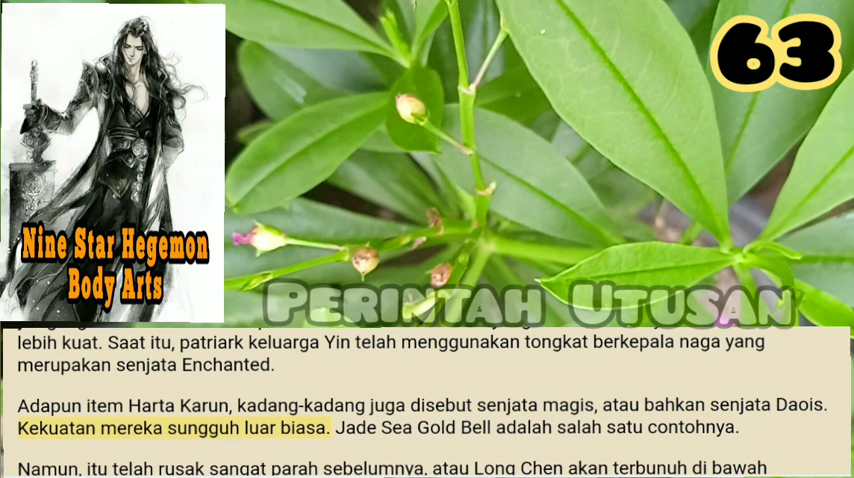 63
Nine Star Hegemon
Body Arts
PERINTAH UTUSAN
lebih kuat. Saat itu, patriark keluarga Yin telah menggunakan tongkat berkepala naga yang
merupakan senjata Enchanted.
Adapun item Harta Karun, kadang-kadang juga disebut senjata magis, atau bahkan senjata Daois.
Kekuatan mereka sungguh luar biasa. Jade Sea Gold Bell adalah salah satu contohnya.
Namun, itu telah rusak sangat parah sebelumnya, atau Long Chen akan terbunuh di bawah